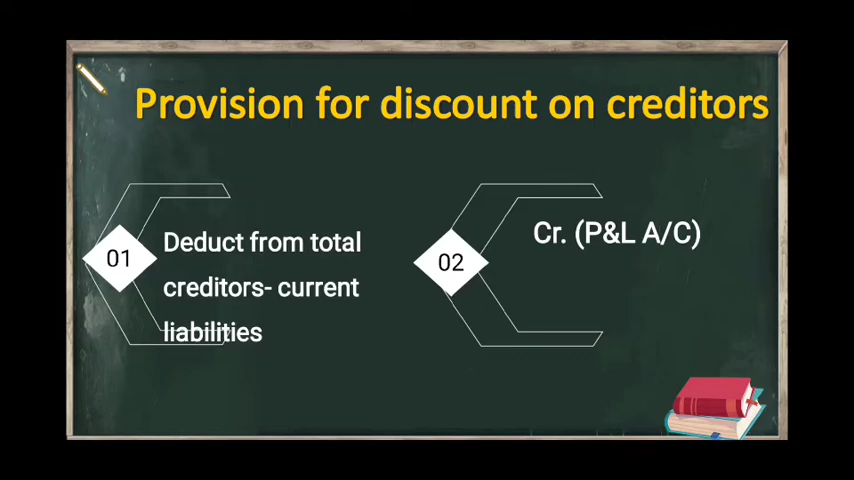 Provision for discount on creditors
01
Deduct from total
creditors- current
liabilities
02
Cr. (P&L A/C)